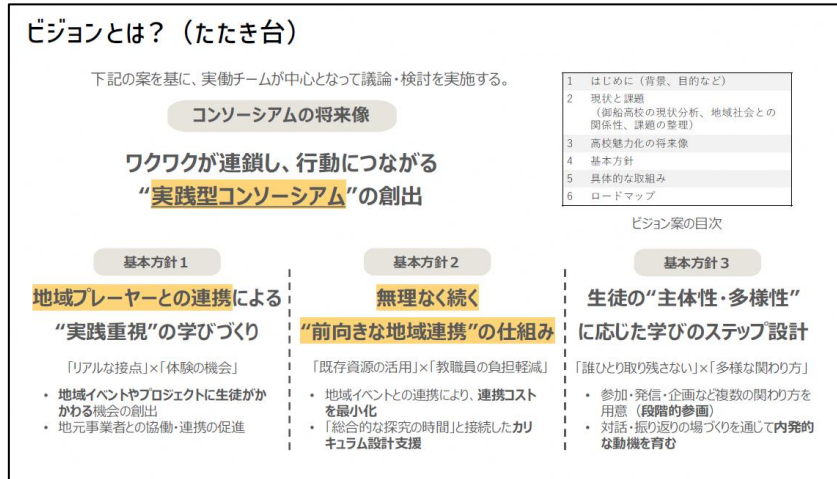 ビジョンとは？（たたき台）
下記の案を基に、実働チームが中心となって議論・検討を実施する。
コンソーシアムの将来像
ワクワクが連鎖し、行動につながる
“実践型コンソーシアム”の創出
1 はじめに（背景、目的など）
2 現状と課題
（御船高校の現状分析、地域社会との
関係性、課題の整理）
3 高校魅力化の将来像
4 基本方針
5 具体的な取組み
6 ロードマップ
ビジョン案の目次
基本方針１
地域プレーヤーとの連携による
“実践重視”の学びづくり
「リアルな接点」×「体験の機会」
• 地域イベントやプロジェクトに生徒がか
かわる機会の創出
• 地元事業者との協働・連携の促進
基本方針２
無理なく続く
“前向きな地域連携”の仕組み
「既存資源の活用」×「教職員の負担軽減」
• 地域イベントとの連携により、連携コスト
を最小化
• 「総合的な探究の時間」と接続したカリ
キュラム設計支援
基本方針３
生徒の“主体性・多様性”
に応じた学びのステップ設計
「誰ひとり取り残さない」×「多様な関わり方」
• 参加・発信・企画など複数の関わり方を
用意（段階的参画）
• 対話・振り返りの場づくりを通じて内発的
な動機を育む